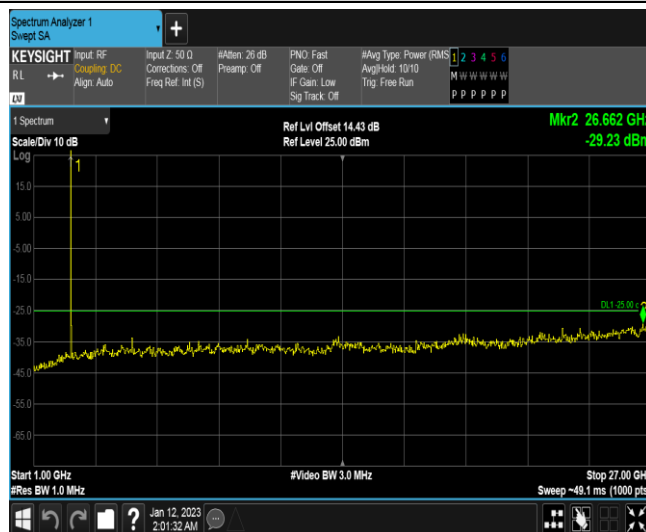 Spectrum Analyzer 1
Swept SA
+
KEYSIGHT Input: RF Input Z: 50 Ω #Atten: 26 dB PNO: Fast #Avg Type: Power (RMS 1 2 3 4 5 6
RL Coupling: DC Corrections: Off Preamp: Off Gate: Off Avg|Hold: 10/10 M W W W W W
Align: Auto Freq Ref: Int (S) IF Gain: Low Trig: Free Run
Sig Track: Off P P P P P P
LXI
1 Spectrum Ref Lvl Offset 14.43 dB Mkr2 26.662 GHz
Scale/Div 10 dB Ref Level 25.00 dBm -29.23 dBm
Log
1
15.0
5.00
-5.00
-15.0
DL1 -25.00
-25.0
-35.0
-45.0
-55.0
-65.0
Start 1.00 GHz #Video BW 3.0 MHz Stop 27.00 GHz
#Res BW 1.0 MHz Sweep ~49.1 ms (1000 pts
? Jan 12, 2023
2:01:32 AM